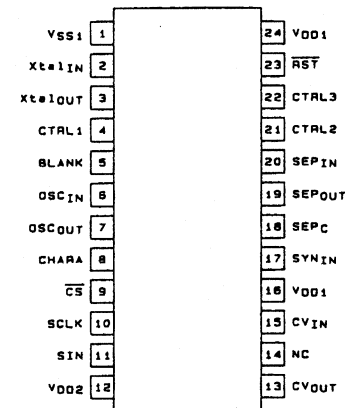 VSS1 1
XtalIN 2
XtalOUT 3
CTRL1 4
BLANK 5
OSCIN 6
OSCOUT 7
CHARA 8
CS 9
SCLK 10
SIN 11
VDD2 12
24 VDD1
23 RST
22 CTRL3
21 CTRL2
20 SEPIN
19 SEPOUT
18 SEPC
17 SYNIN
16 VDD1
15 CVIN
14 NC
13 CVOUT